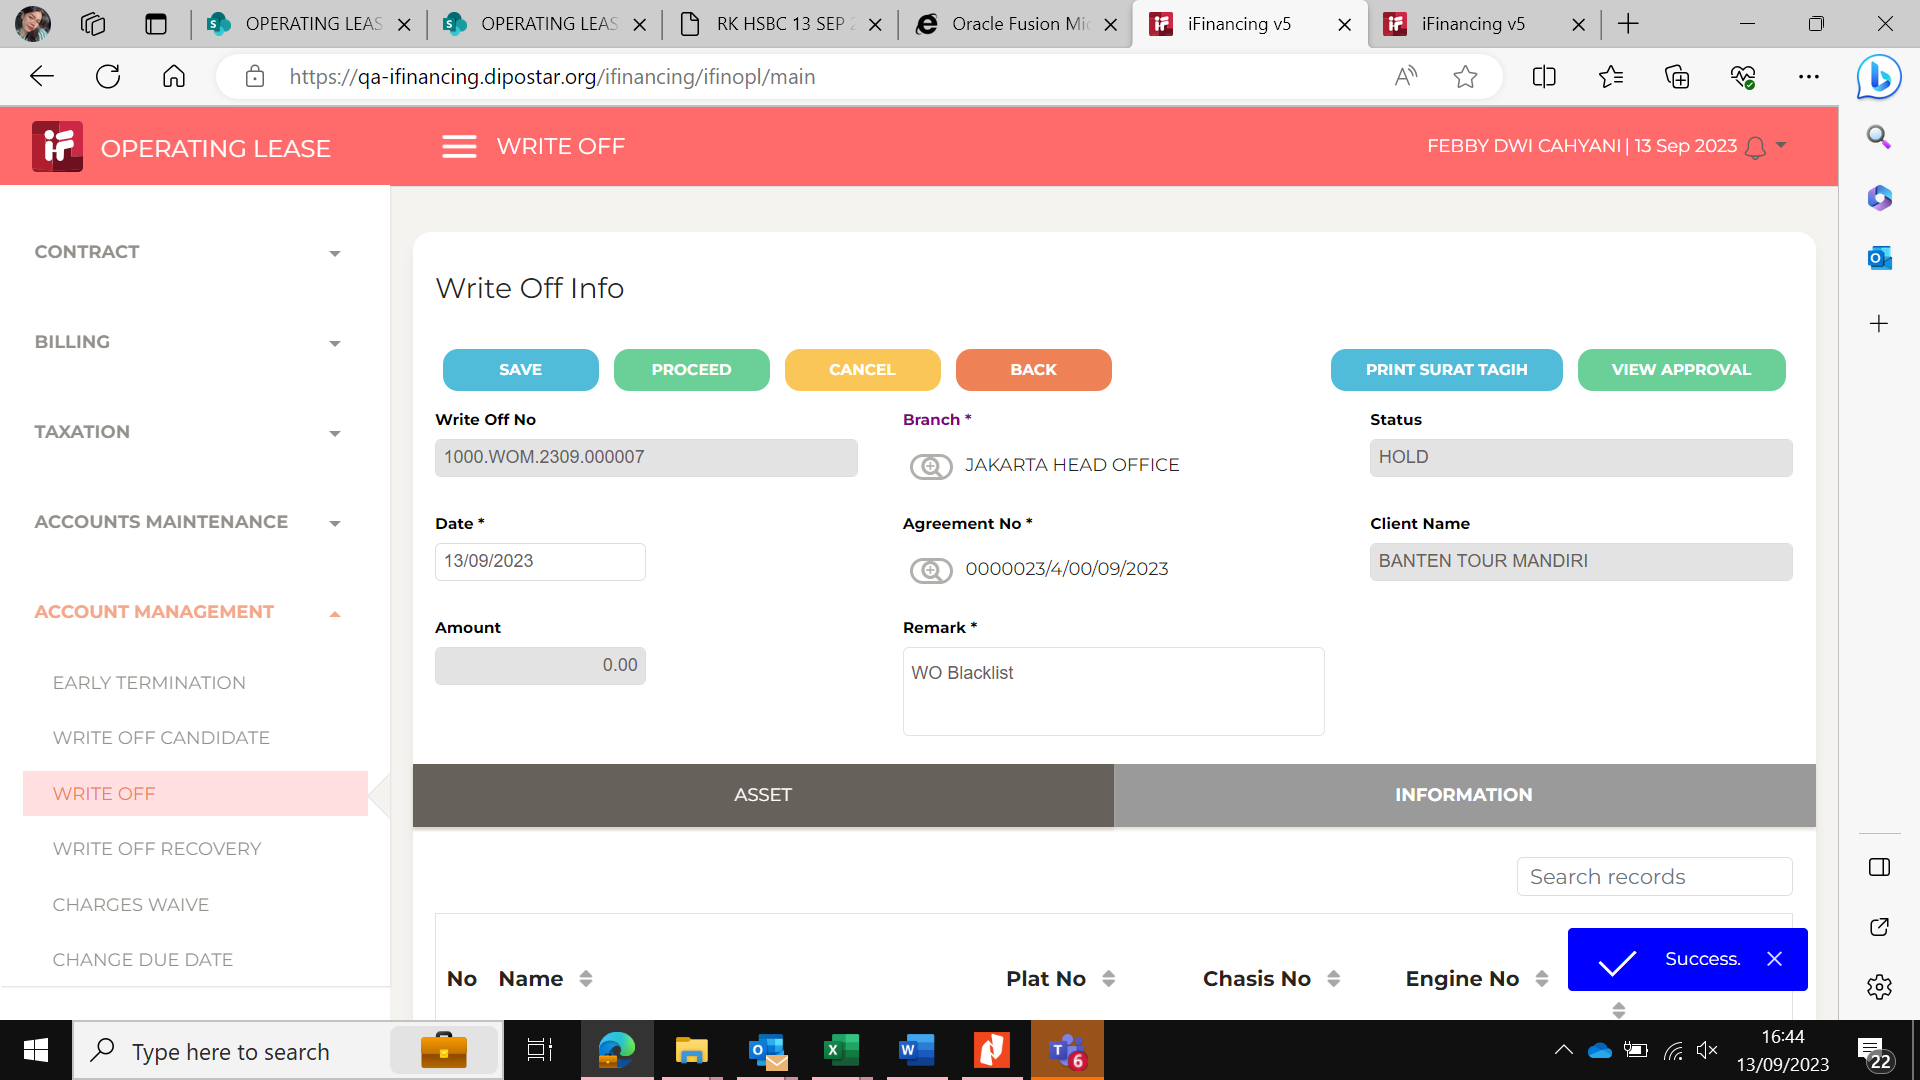 OPERATING LEAS
OPERATING LEAS
RK HSBC 13 SEP 2
Oracle Fusion Mi
iFinancing v5
iFinancing v5
https://qa-ifinancing.dipostar.org/ifinancing/ifinopl/main
iF OPERATING LEASE
WRITE OFF
FEBBY DWI CAHYANI | 13 Sep 2023
CONTRACT
BILLING
TAXATION
ACCOUNTS MAINTENANCE
ACCOUNT MANAGEMENT
EARLY TERMINATION
WRITE OFF CANDIDATE
WRITE OFF
WRITE OFF RECOVERY
CHARGES WAIVE
CHANGE DUE DATE
Write Off Info
SAVE PROCEED CANCEL BACK PRINT SURAT TAGIH VIEW APPROVAL
Write Off No Branch * Status
1000.WOM.2309.000007 JAKARTA HEAD OFFICE HOLD
Date * Agreement No * Client Name
13/09/2023 0000023/4/00/09/2023 BANTEN TOUR MANDIRI
Amount Remark *
0.00 WO Blacklist
ASSET INFORMATION
Search records
No Name Plat No Chasis No Engine No
Success.
Type here to search
6
16:44
13/09/2023
22